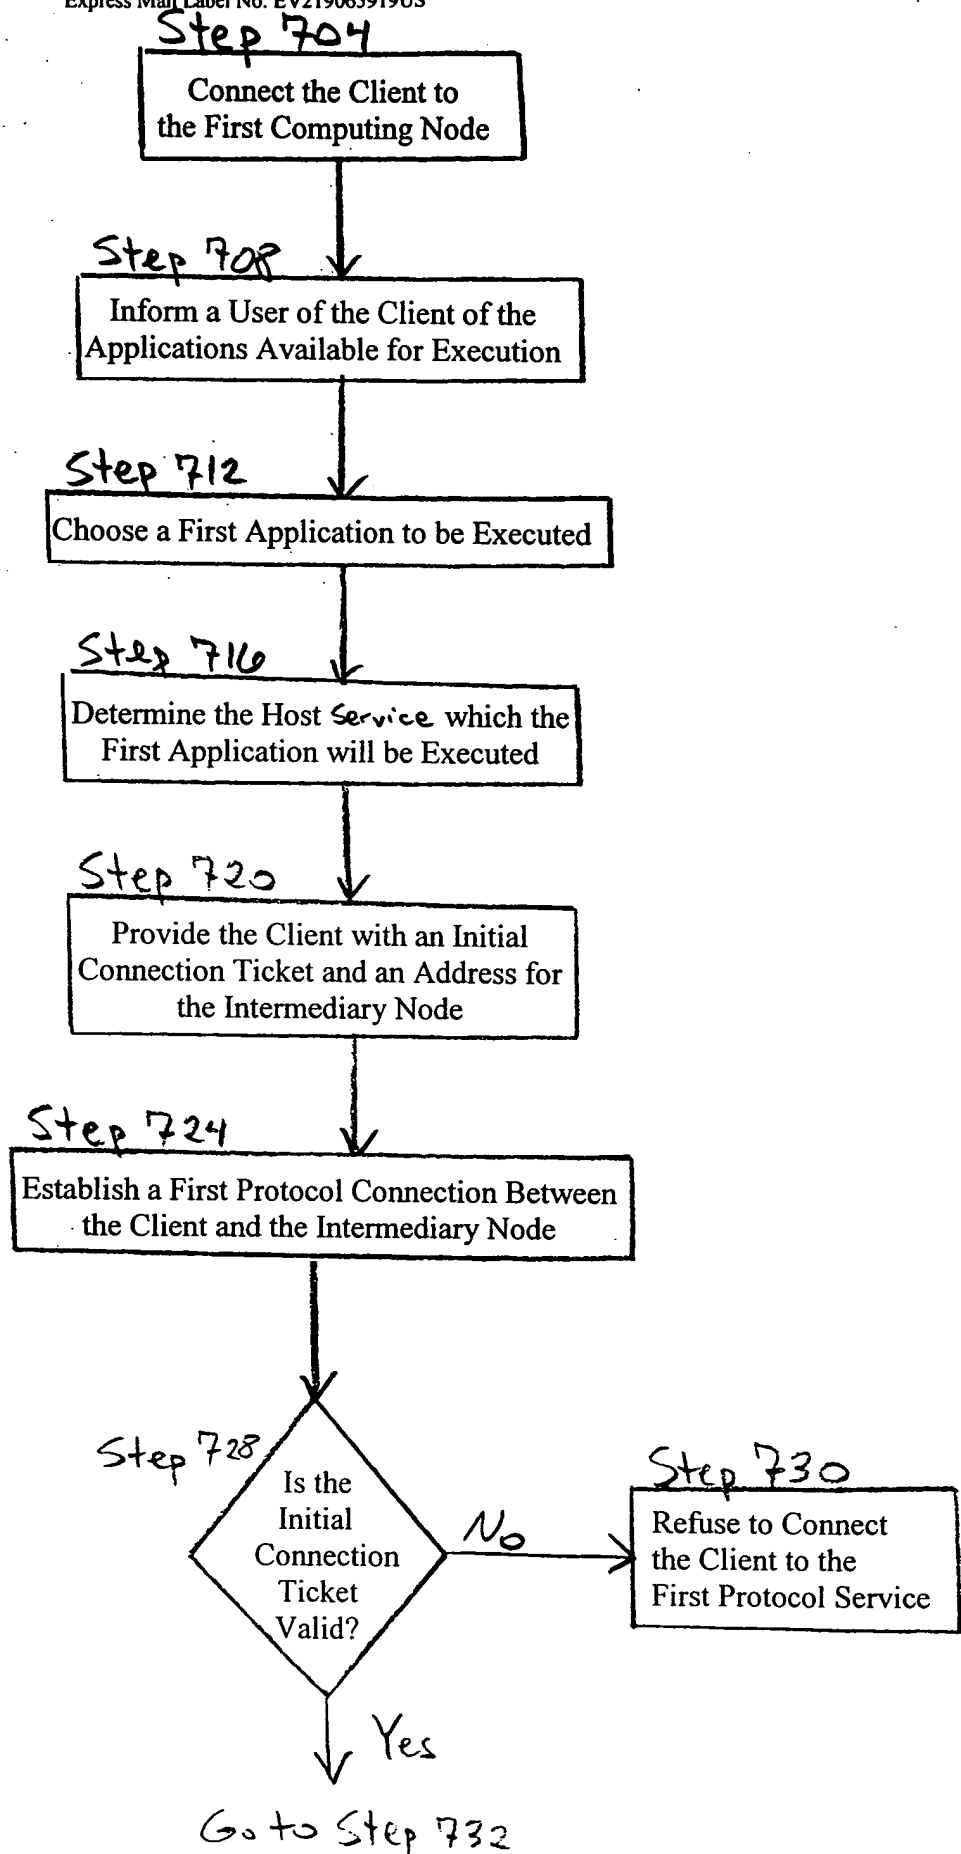 Express Mail Label No. EV219065919US
Step 704
Connect the Client to
the First Computing Node
Step 708
Inform a User of the Client of the
Applications Available for Execution
Step 712
Choose a First Application to be Executed
Step 716
Determine the Host Service which the
First Application will be Executed
Step 720
Provide the Client with an Initial
Connection Ticket and an Address for
the Intermediary Node
Step 724
Establish a First Protocol Connection Between
the Client and the Intermediary Node
Step 728
Is the
Initial
Connection
Ticket
Valid?
No
Step 730
Refuse to Connect
the Client to the
First Protocol Service
Yes
Go to Step 732